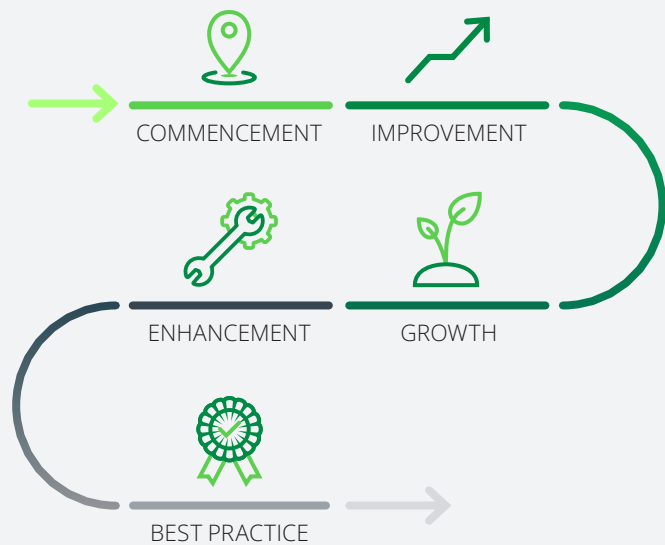 COMMENCEMENT
IMPROVEMENT
ENHANCEMENT
GROWTH
BEST PRACTICE